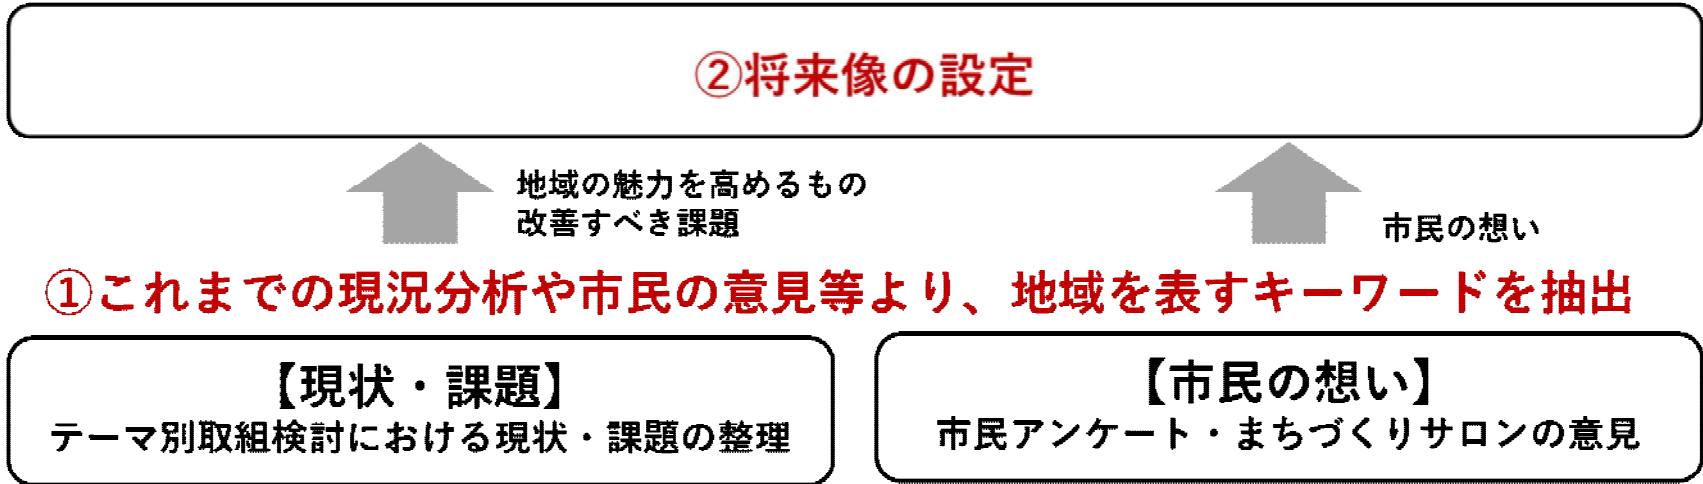 ②将来像の設定
地域の魅力を高めるもの
改善すべき課題
市民の想い
①これまでの現況分析や市民の意見等より、地域を表すキーワードを抽出
【現状・課題】
テーマ別取組検討における現状・課題の整理
【市民の想い】
市民アンケート・まちづくりサロンの意見